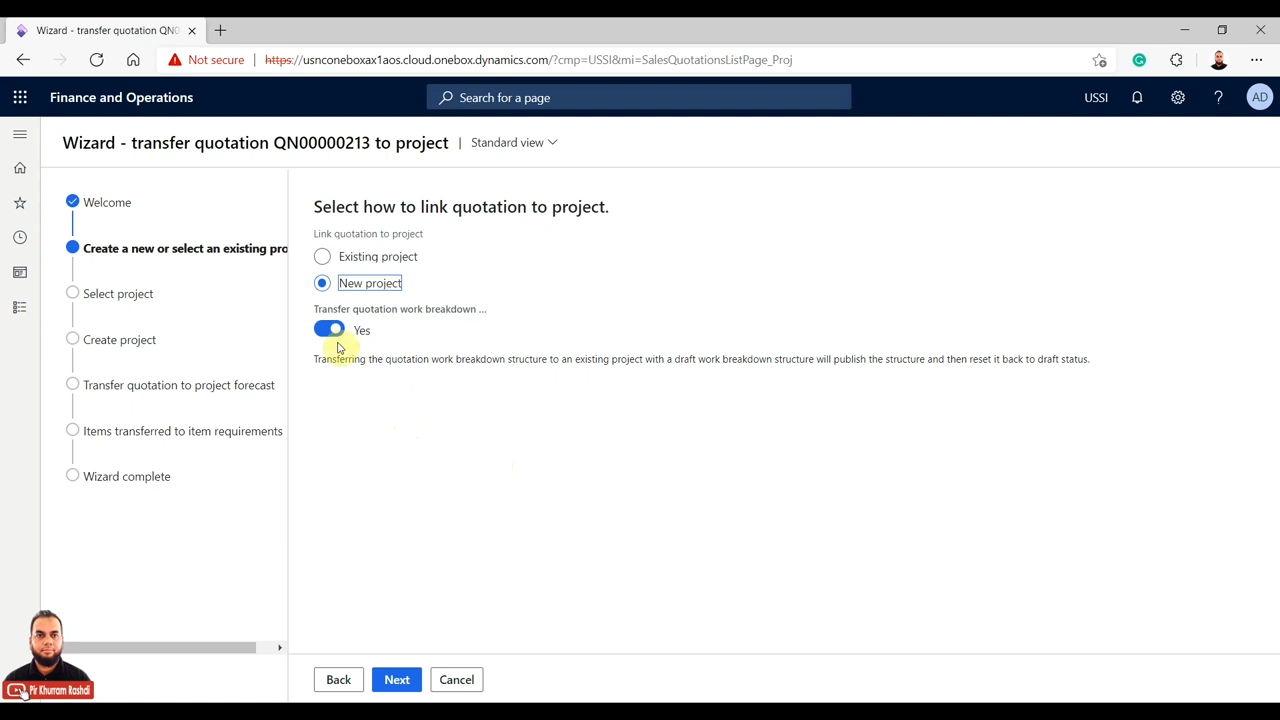 Wizard - transfer quotation QN0
Not secure
https://usnconeboxax1aos.cloud.onebox.dynamics.com/?cmp=USSI&mi=SalesQuotationsListPage_Proj
Finance and Operations
Search for a page
USSI
AD
Wizard - transfer quotation QN00000213 to project
Standard view
Welcome
Create a new or select an existing pro
Select project
Create project
Transfer quotation to project forecast
Items transferred to item requirements
Wizard complete
Select how to link quotation to project.
Link quotation to project
Existing project
New project
Transfer quotation work breakdown ...
Yes
Transferring the quotation work breakdown structure to an existing project with a draft work breakdown structure will publish the structure and then reset it back to draft status.
Back
Next
Cancel
Pir Khurram Rashdi